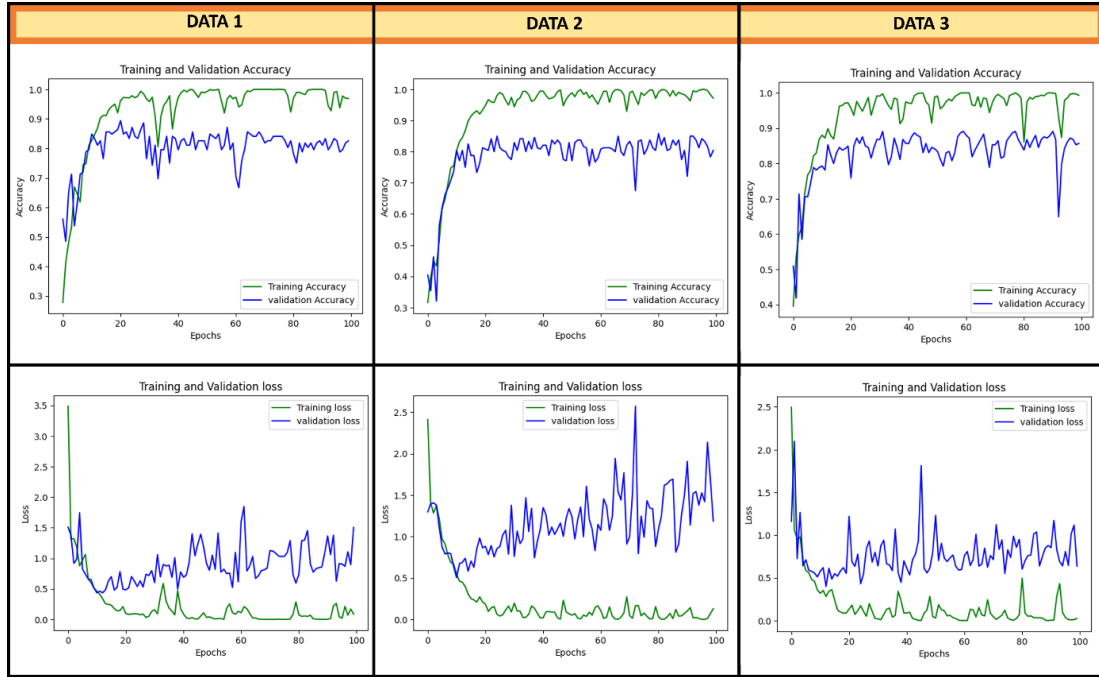 DATA 1
DATA 2
DATA 3
Training and Validation Accuracy
Accuracy
1.0
0.9
0.8
0.7
0.6
0.5
0.4
0.3
Training Accuracy
validation Accuracy
0 20 40 60 80 100
Epochs
Training and Validation Accuracy
Accuracy
1.0
0.9
0.8
0.7
0.6
0.5
0.4
0.3
Training Accuracy
validation Accuracy
0 20 40 60 80 100
Epochs
Training and Validation Accuracy
Accuracy
1.0
0.9
0.8
0.7
0.6
0.5
0.4
Training Accuracy
validation Accuracy
0 20 40 60 80 100
Epochs
Training and Validation loss
Loss
3.5
3.0
2.5
2.0
1.5
1.0
0.5
0.0
Training loss
validation loss
0 20 40 60 80 100
Epochs
Training and Validation loss
Loss
2.5
2.0
1.5
1.0
0.5
0.0
Training loss
validation loss
0 20 40 60 80 100
Epochs
Training and Validation loss
Loss
2.5
2.0
1.5
1.0
0.5
0.0
Training loss
validation loss
0 20 40 60 80 100
Epochs